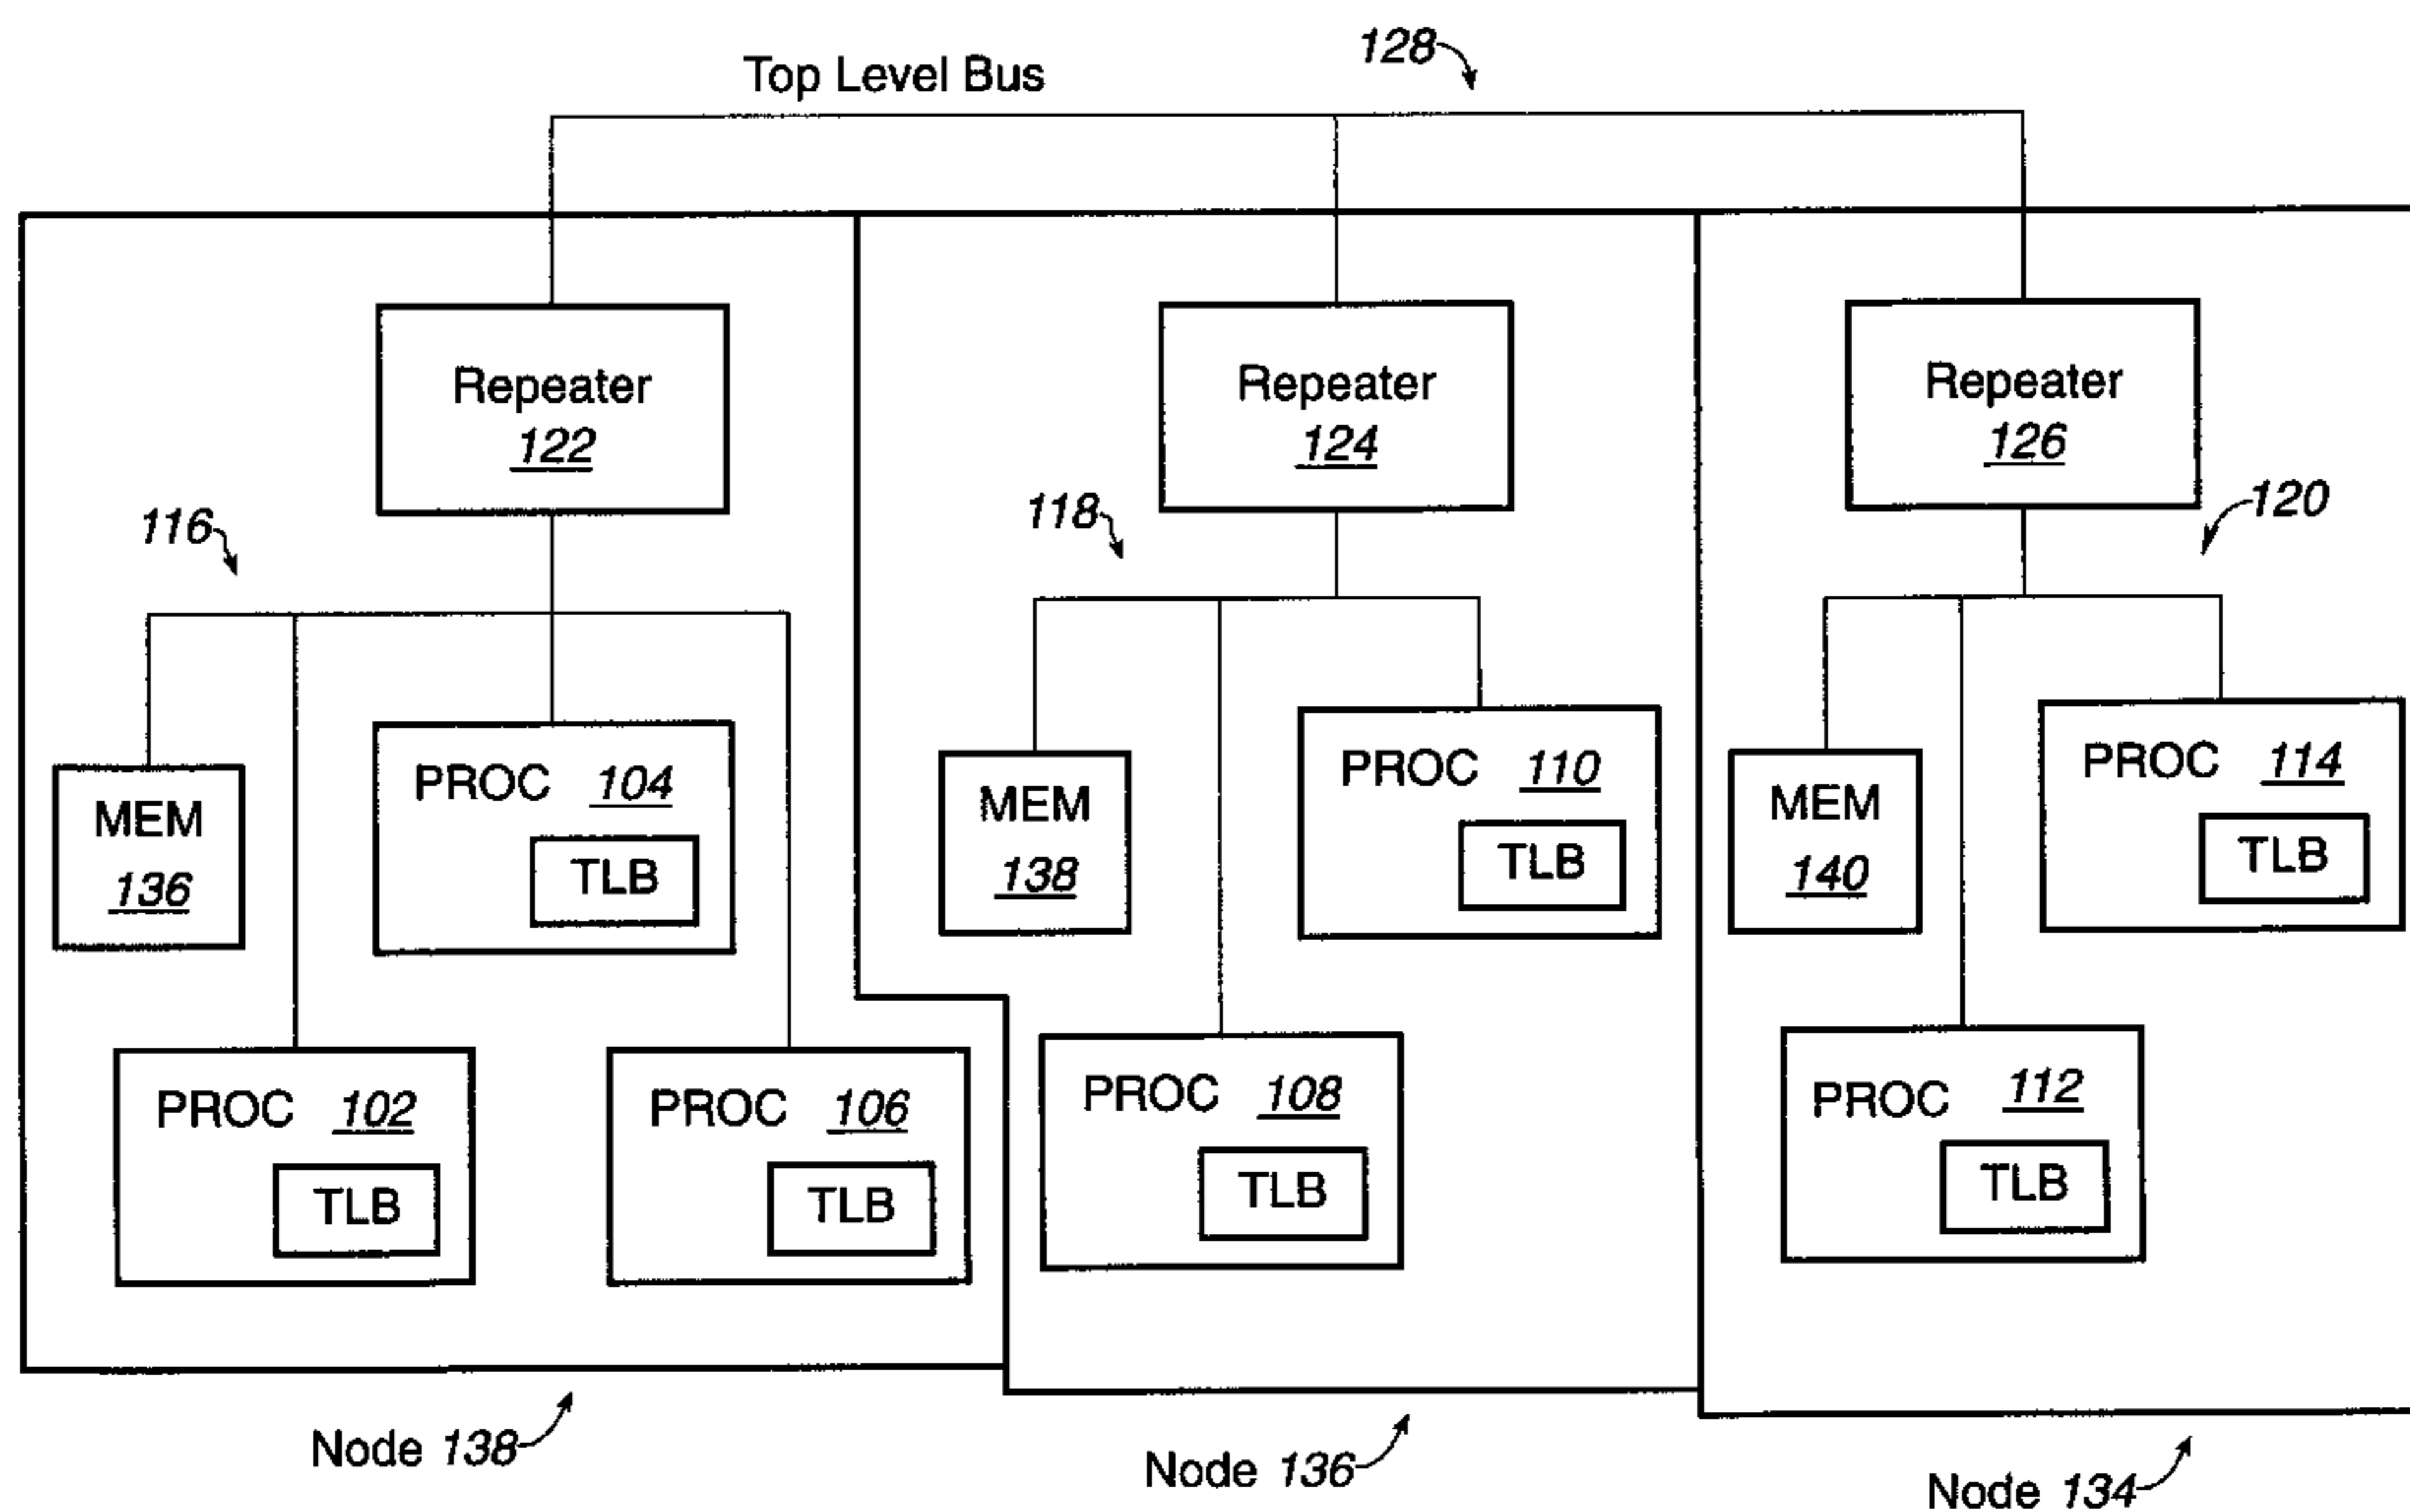 128
Top Level Bus
Repeater
122
Repeater
124
Repeater
126
116
118
120
MEM
136
PROC 104
TLB
PROC 102
TLB
PROC 106
TLB
MEM
138
PROC 110
TLB
PROC 108
TLB
MEM
140
PROC 114
TLB
PROC 112
TLB
Node 138
Node 136
Node 134